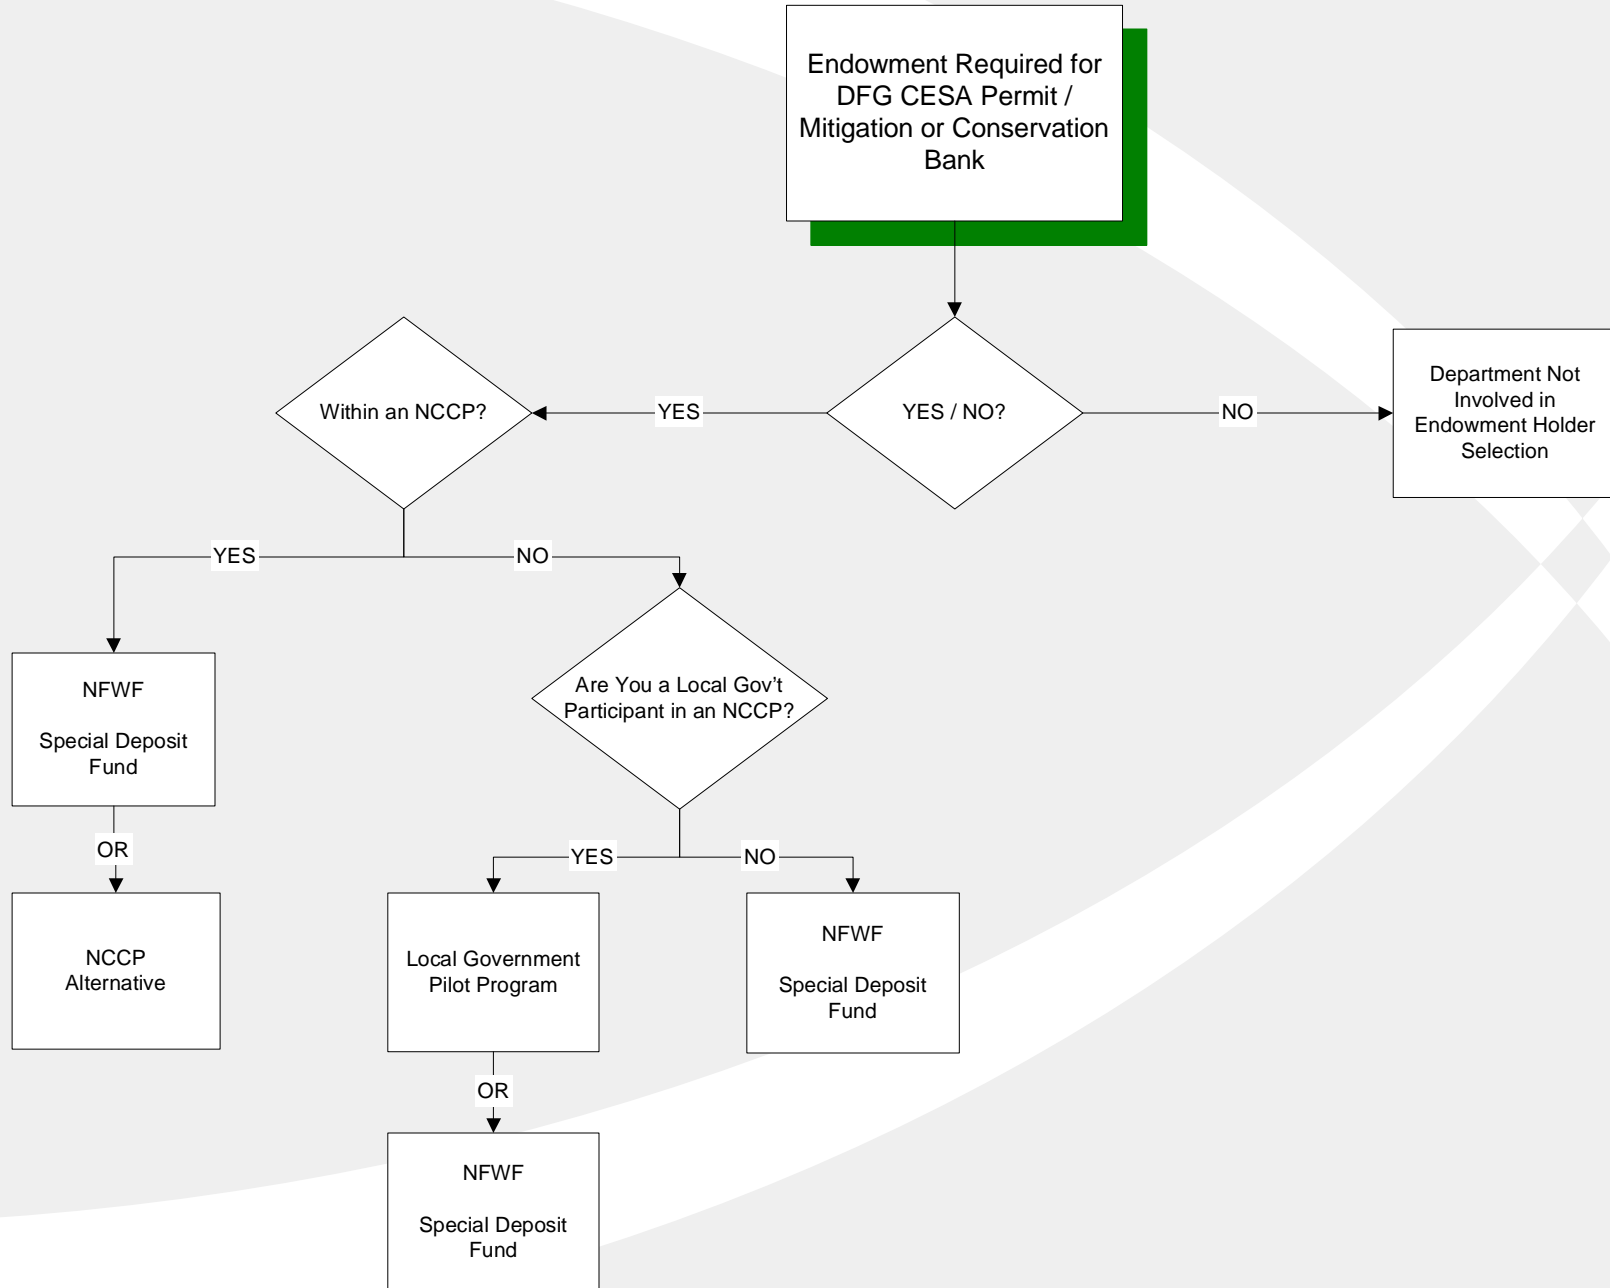 Endowment Required for
DFG CESA Permit /
Mitigation or Conservation
Bank
Within an NCCP?
YES
YES / NO?
NO
Department Not
Involved in
Endowment Holder
Selection
YES
NO
NFWF
Special Deposit
Fund
Are You a Local Gov't
Participant in an NCCP?
OR
YES
NO
NCCP
Alternative
Local Government
Pilot Program
NFWF
Special Deposit
Fund
OR
NFWF
Special Deposit
Fund